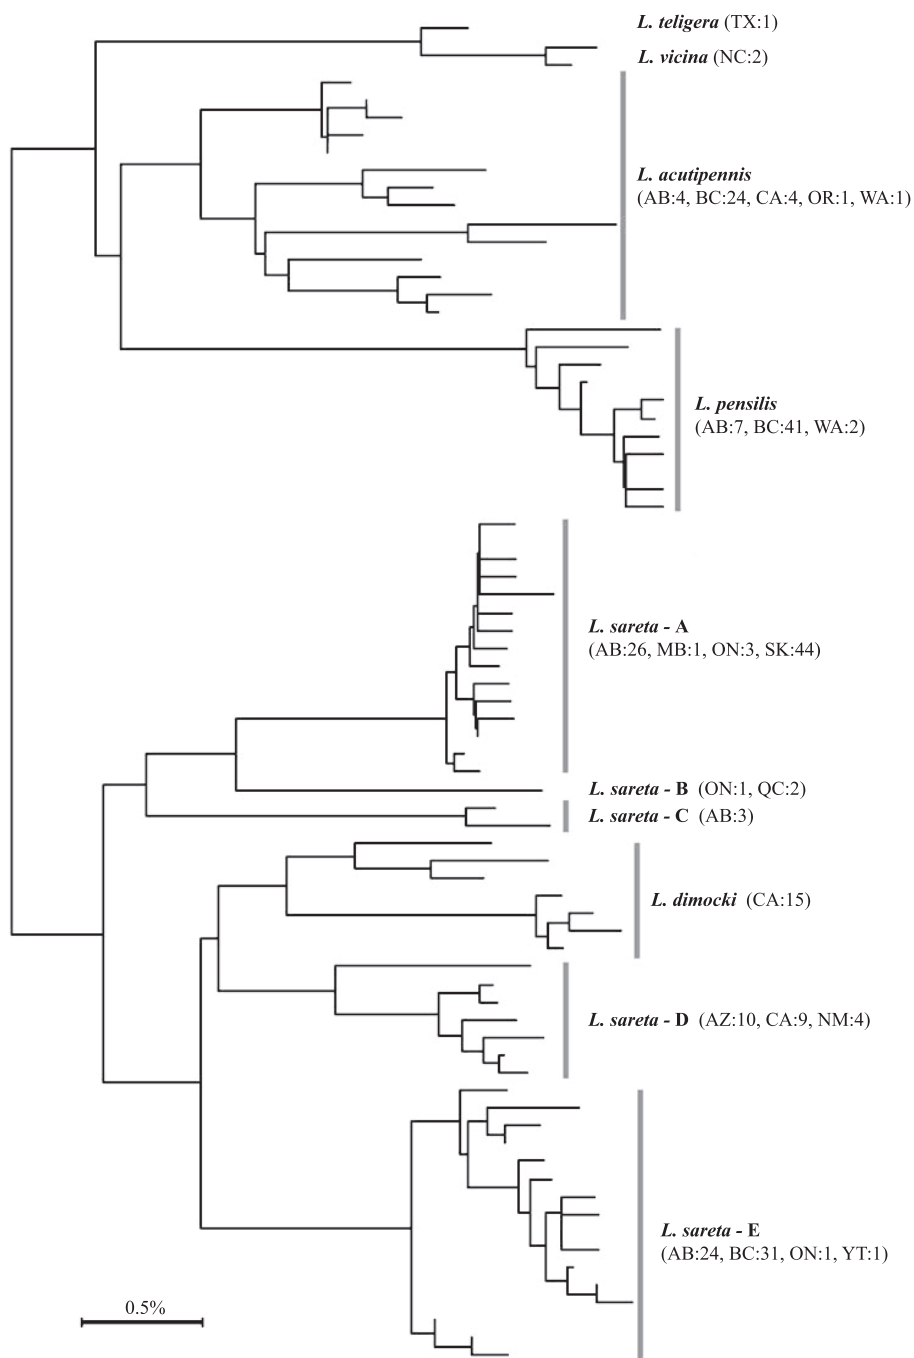 L. teligera (TX:1)
L. vicina (NC:2)
L. acutipennis
(AB:4, BC:24, CA:4, OR:1, WA:1)
L. pensilis
(AB:7, BC:41, WA:2)
L. sareta - A
(AB:26, MB:1, ON:3, SK:44)
L. sareta - B (ON:1, QC:2)
L. sareta - C (AB:3)
L. dimocki (CA:15)
L. sareta - D (AZ:10, CA:9, NM:4)
L. sareta - E
(AB:24, BC:31, ON:1, YT:1)
0.5%